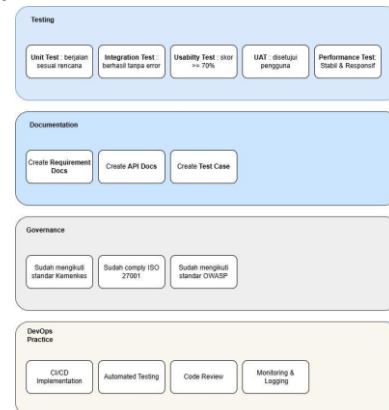 Testing
Unit Test : berjalan
sesuai rencana
Integration Test :
berhasil tanpa error
Usabilty Test : skor
>= 70%
UAT : disetujui
pengguna
Performance Test:
Stabil & Responsif
Documentation
Create Requirement
Docs
Create API Docs
Create Test Case
Governance
Sudah mengikuti
standar Kemenkes
Sudah comply ISO
27001
Sudah mengikuti
standar OWASP
DevOps
Practice
CI/CD
Implementation
Automated Testing
Code Review
Monitoring &
Logging